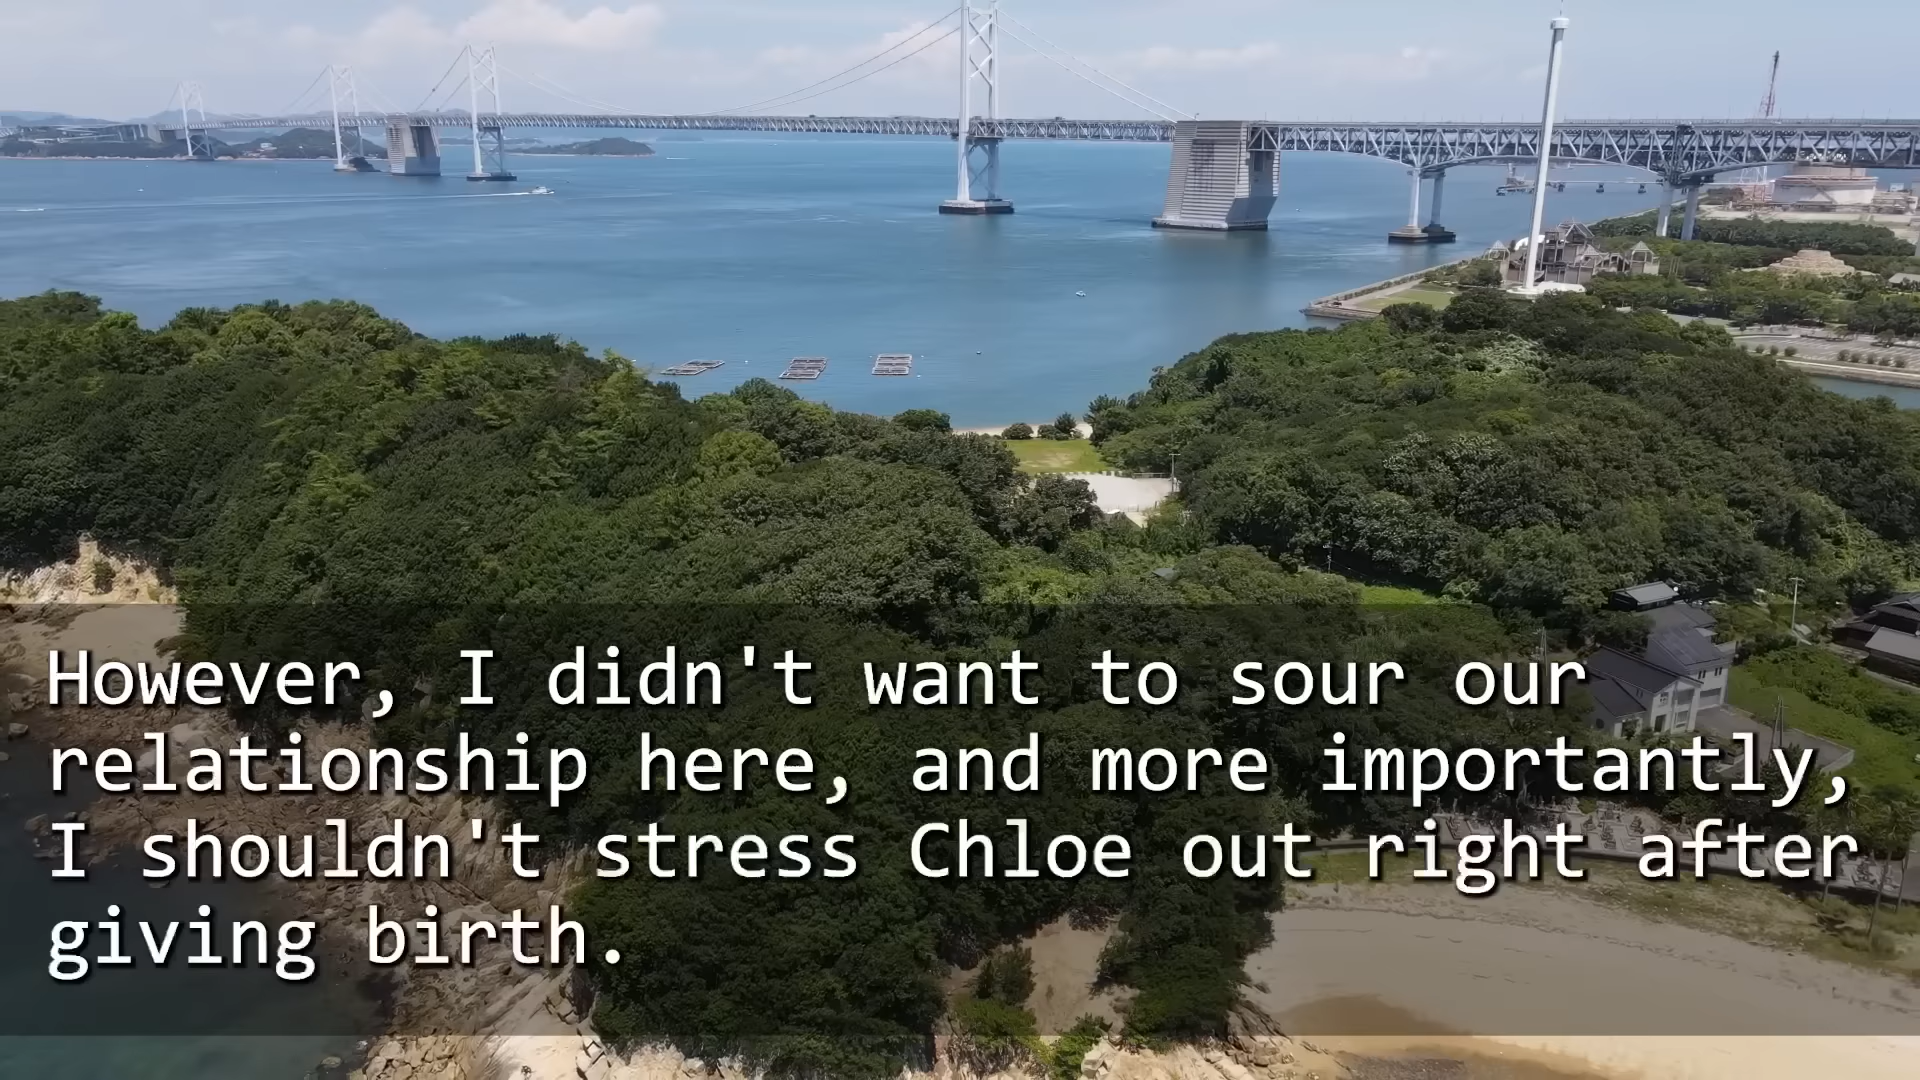 However, I didn't want to sour our
relationship here, and more importantly,
I shouldn't stress Chloe out right after
giving birth.